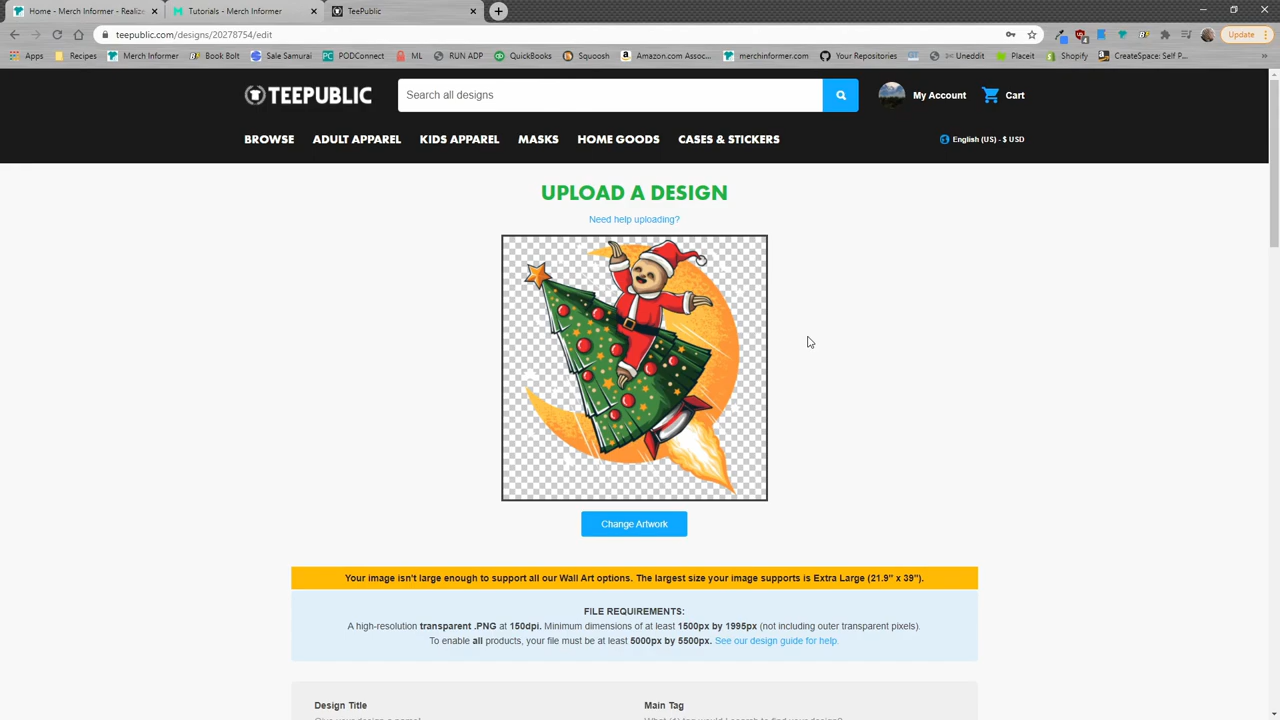 Home - Merch Informer - Realize
Tutorials - Merch Informer
TeePublic
teepublic.com/designs/20278754/edit
Update
Apps
Recipes
Merch Informer
Book Bolt
Sale Samurai
PODConnect
ML
RUN ADP
QuickBooks
Squoosh
Amazon.com Assoc...
merchinformer.com
Your Repositories
Uneddit
Placeit
Shopify
CreateSpace: Self P...
TEEPUBLIC
Search all designs
My Account
Cart
BROWSE
ADULT APPAREL
KIDS APPAREL
MASKS
HOME GOODS
CASES & STICKERS
English (US) - $ USD
UPLOAD A DESIGN
Need help uploading?
Change Artwork
Your image isn't large enough to support all our Wall Art options. The largest size your image supports is Extra Large (21.9" x 39").
FILE REQUIREMENTS:
A high-resolution transparent .PNG at 150dpi. Minimum dimensions of at least 1500px by 1995px (not including outer transparent pixels).
To enable all products, your file must be at least 5000px by 5500px. See our design guide for help.
Design Title
Main Tag